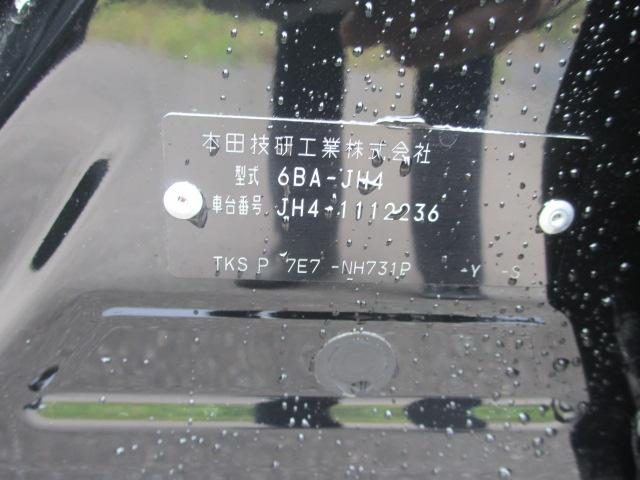 本田技研工業株式会社
型式 6BA-JH4
車台番号 JH4-1112236
TKS P 7E7 -NH731P -Y -S